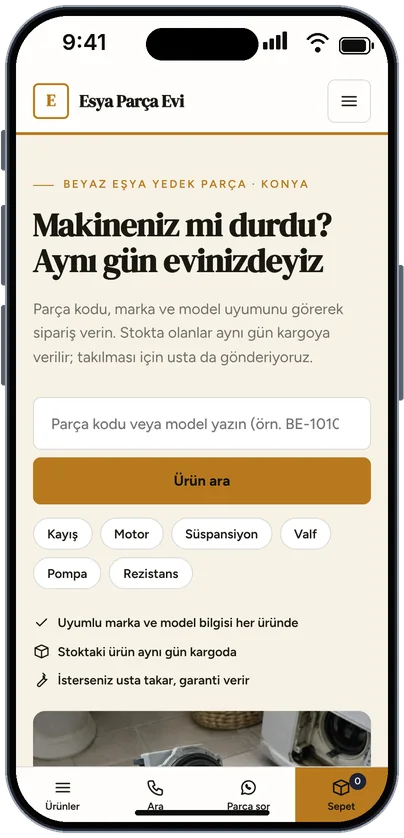 9:41
E
Esya Parça Evi
BEYAZ EŞYA YEDEK PARÇA · KONYA
Makineniz mi durdu?
Aynı gün evinizdeyiz
Parça kodu, marka ve model uyumunu görerek
sipariş verin. Stokta olanlar aynı gün kargoya
verilir; takılması için usta da gönderiyoruz.
Parça kodu veya model yazın (örn. BE-1010
Ürün ara
Kayış
Motor
Süspansiyon
Valf
Pompa
Rezistans
Uyumlu marka ve model bilgisi her üründe
Stoktaki ürün aynı gün kargoda
İsterseniz usta takar, garanti verir
0
Ürünler
Ara
Parça sor
Sepet